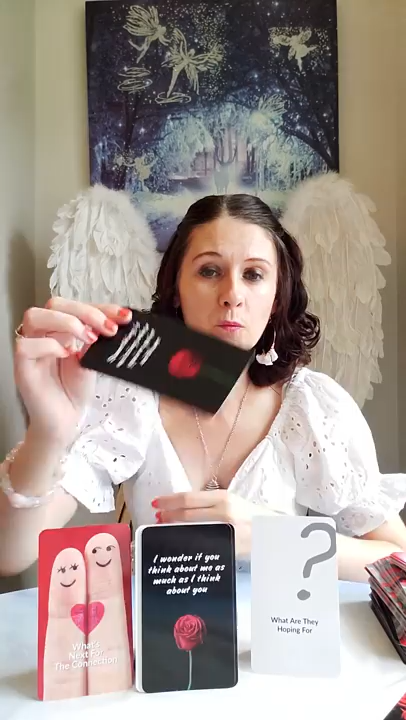 What's
Next For
The Connection
I wonder if you
think about me as
much as I think
about you
What Are They
Hoping For
?